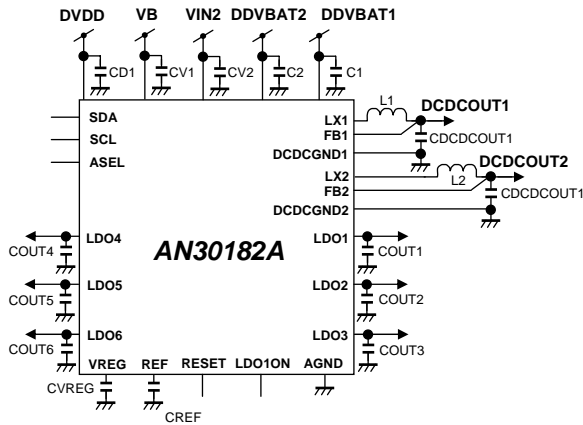 DVDD VB VIN2 DDVBAT2 DDVBAT1
CD1 CV1 CV2 C2 C1
SDA
SCL
ASEL
LX1 L1 DCDCOUT1
FB1 CDCDCOUT1
DCDCGND1
LX2 L2 DCDCOUT2
FB2 CDCDCOUT1
DCDCGND2
AN30182A
LDO4 LDO1
COUT4 COUT1
LDO5 LDO2
COUT5 COUT2
LDO6 LDO3
COUT6 COUT3
VREG REF RESET LDO1ON AGND
CVREG CREF